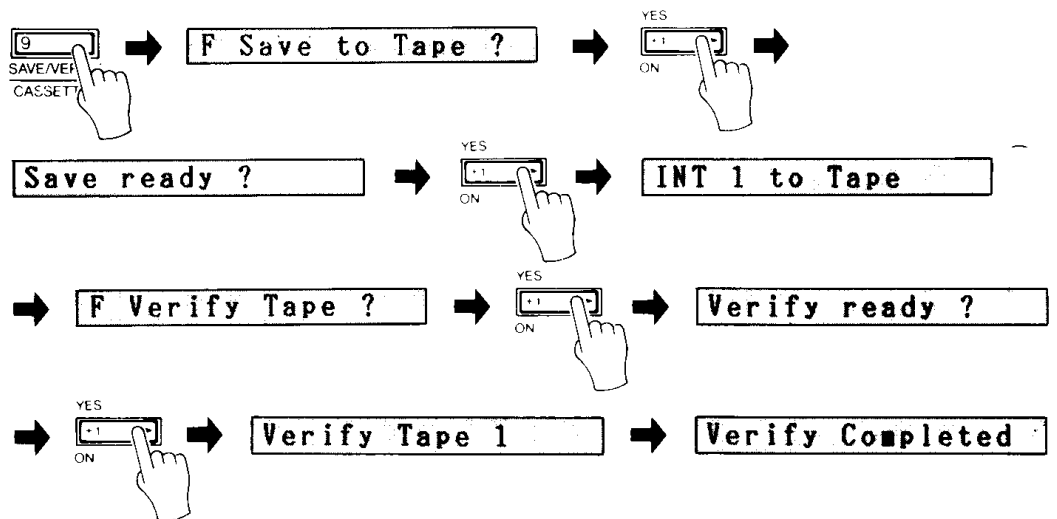 YES
9
F Save to Tape ?
+1
SAVE/VER
CASSETT
ON
YES
Save ready ?
+1
INT 1 to Tape
ON
YES
F Verify Tape ?
+1
Verify ready ?
ON
YES
+1
Verify Tape 1
Verify Completed
ON